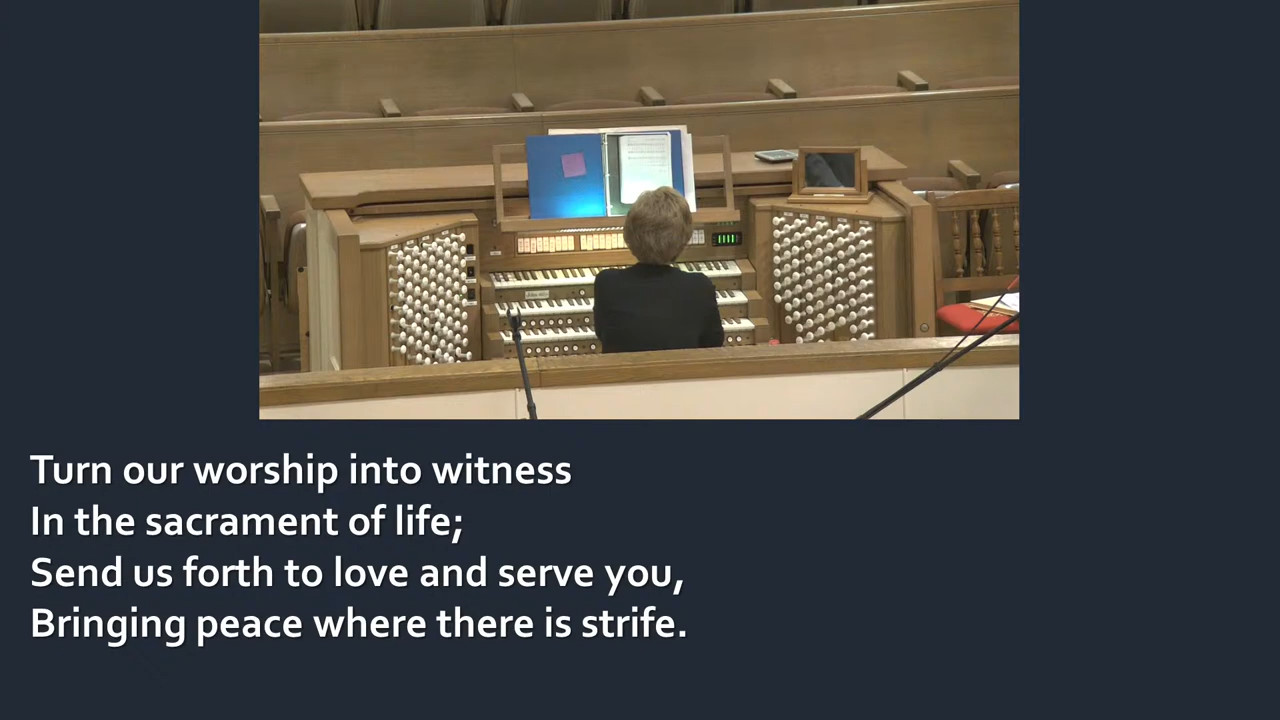 Turn our worship into witness
In the sacrament of life;
Send us forth to love and serve you,
Bringing peace where there is strife.